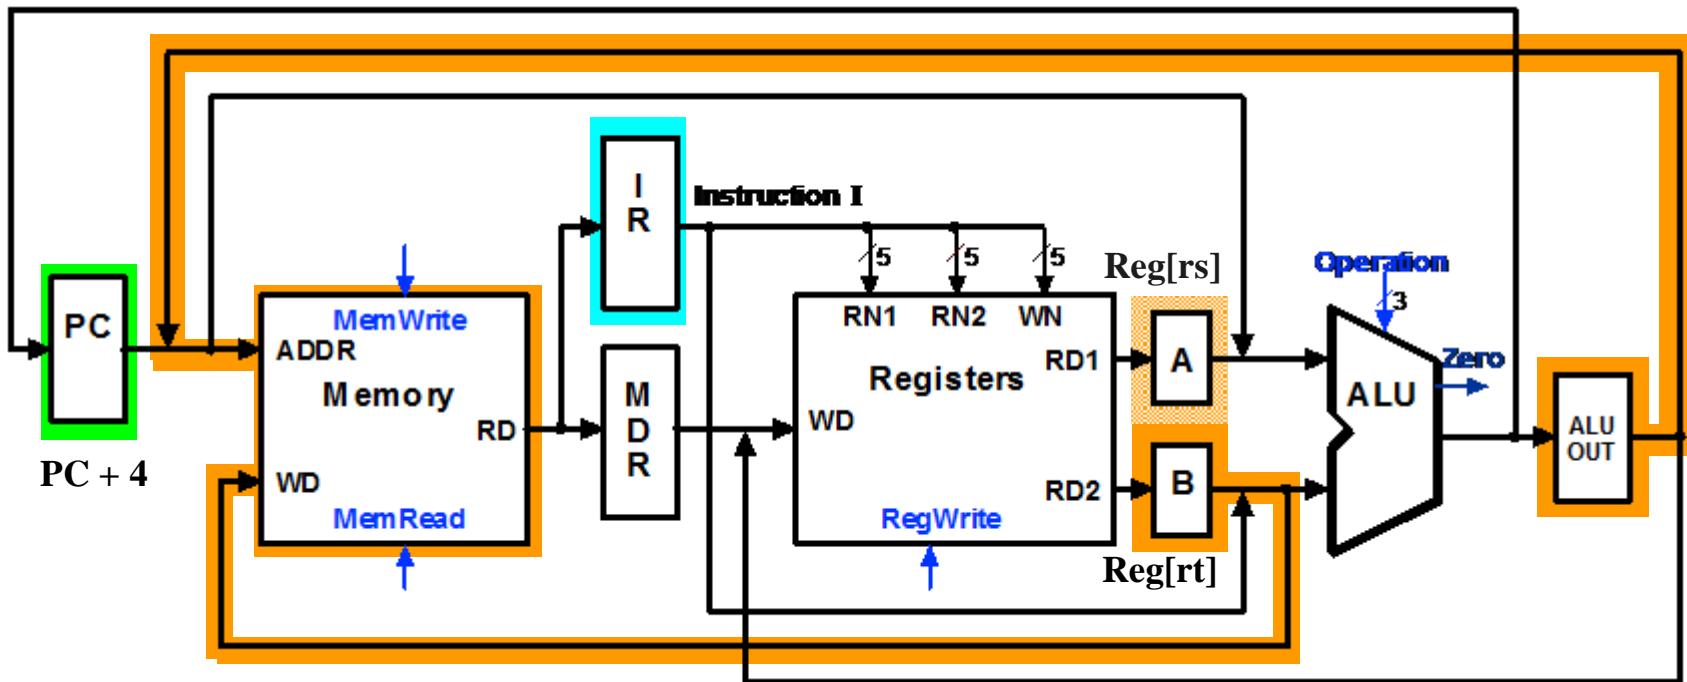 I
R
Instruction I
5
5
5
Reg[rs]
Operation
3
PC
MemWrite
ADDR
Memory
RD
WD
MemRead
PC + 4
M
D
R
RN1
RN2
WN
RD1
Registers
WD
RD2
RegWrite
A
B
Reg[rt]
Zero
ALU
ALU
OUT